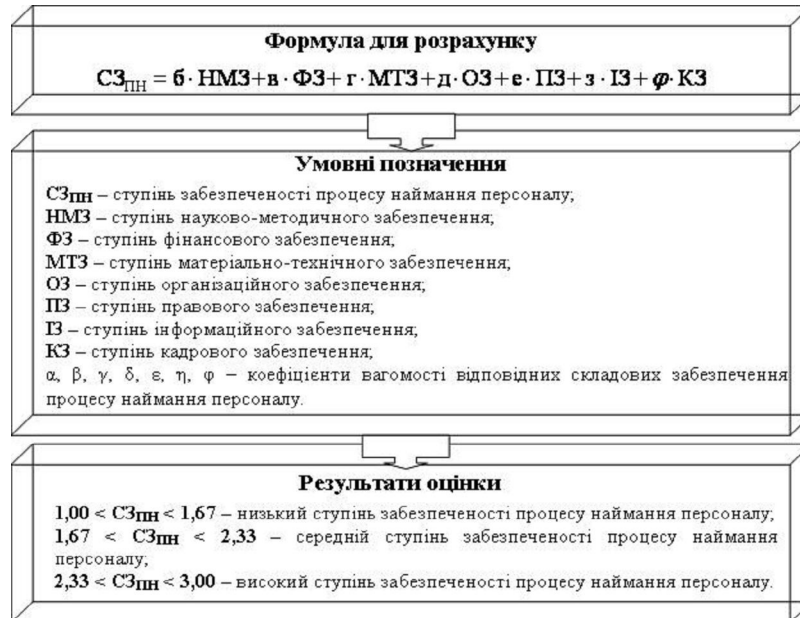 Формула для розрахунку
СЗПН = б· НМЗ+в· ФЗ+ г· МТЗ+д· ОЗ+е· ПЗ+з· ІЗ+φ· КЗ
Умовні позначення
СЗПН – ступінь забезпеченості процесу наймання персоналу;
НМЗ – ступінь науково-методичного забезпечення;
ФЗ – ступінь фінансового забезпечення;
МТЗ – ступінь матеріально-технічного забезпечення;
ОЗ – ступінь організаційного забезпечення;
ПЗ – ступінь правового забезпечення;
ІЗ – ступінь інформаційного забезпечення;
КЗ – ступінь кадрового забезпечення;
α, β, γ, δ, ε, η, φ – коефіцієнти вагомості відповідних складових забезпечення
процесу наймання персоналу.
Результати оцінки
1,00 < СЗПН < 1,67 – низький ступінь забезпеченості процесу наймання персоналу;
1,67 < СЗПН < 2,33 – середній ступінь забезпеченості процесу наймання
персоналу;
2,33 < СЗПН < 3,00 – високий ступінь забезпеченості процесу наймання персоналу.